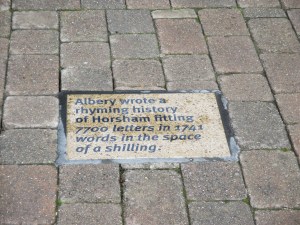 Albery wrote a
rhyming history
of Horsham fitting
7700 letters in 1741
words in the space
of a shilling.